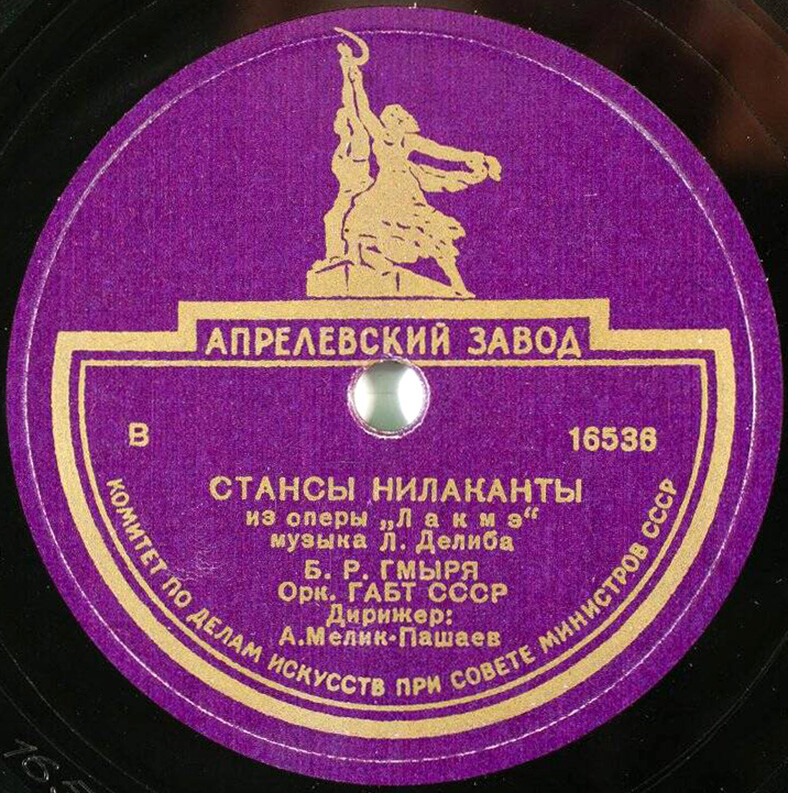 АПРЕЛЕВСКИЙ ЗАВОД
В 16536
СТАНСЫ НИЛАКАНТЫ
из оперы „Лакмэ“
музыка Л. Делиба
Б. Р. ГМЫРЯ
Орк. ГАБТ СССР
Дирижер:
А.Мелик-Пашаев
КОМИТЕТ ПО ДЕЛАМ ИСКУССТВ ПРИ СОВЕТЕ МИНИСТРОВ СССР